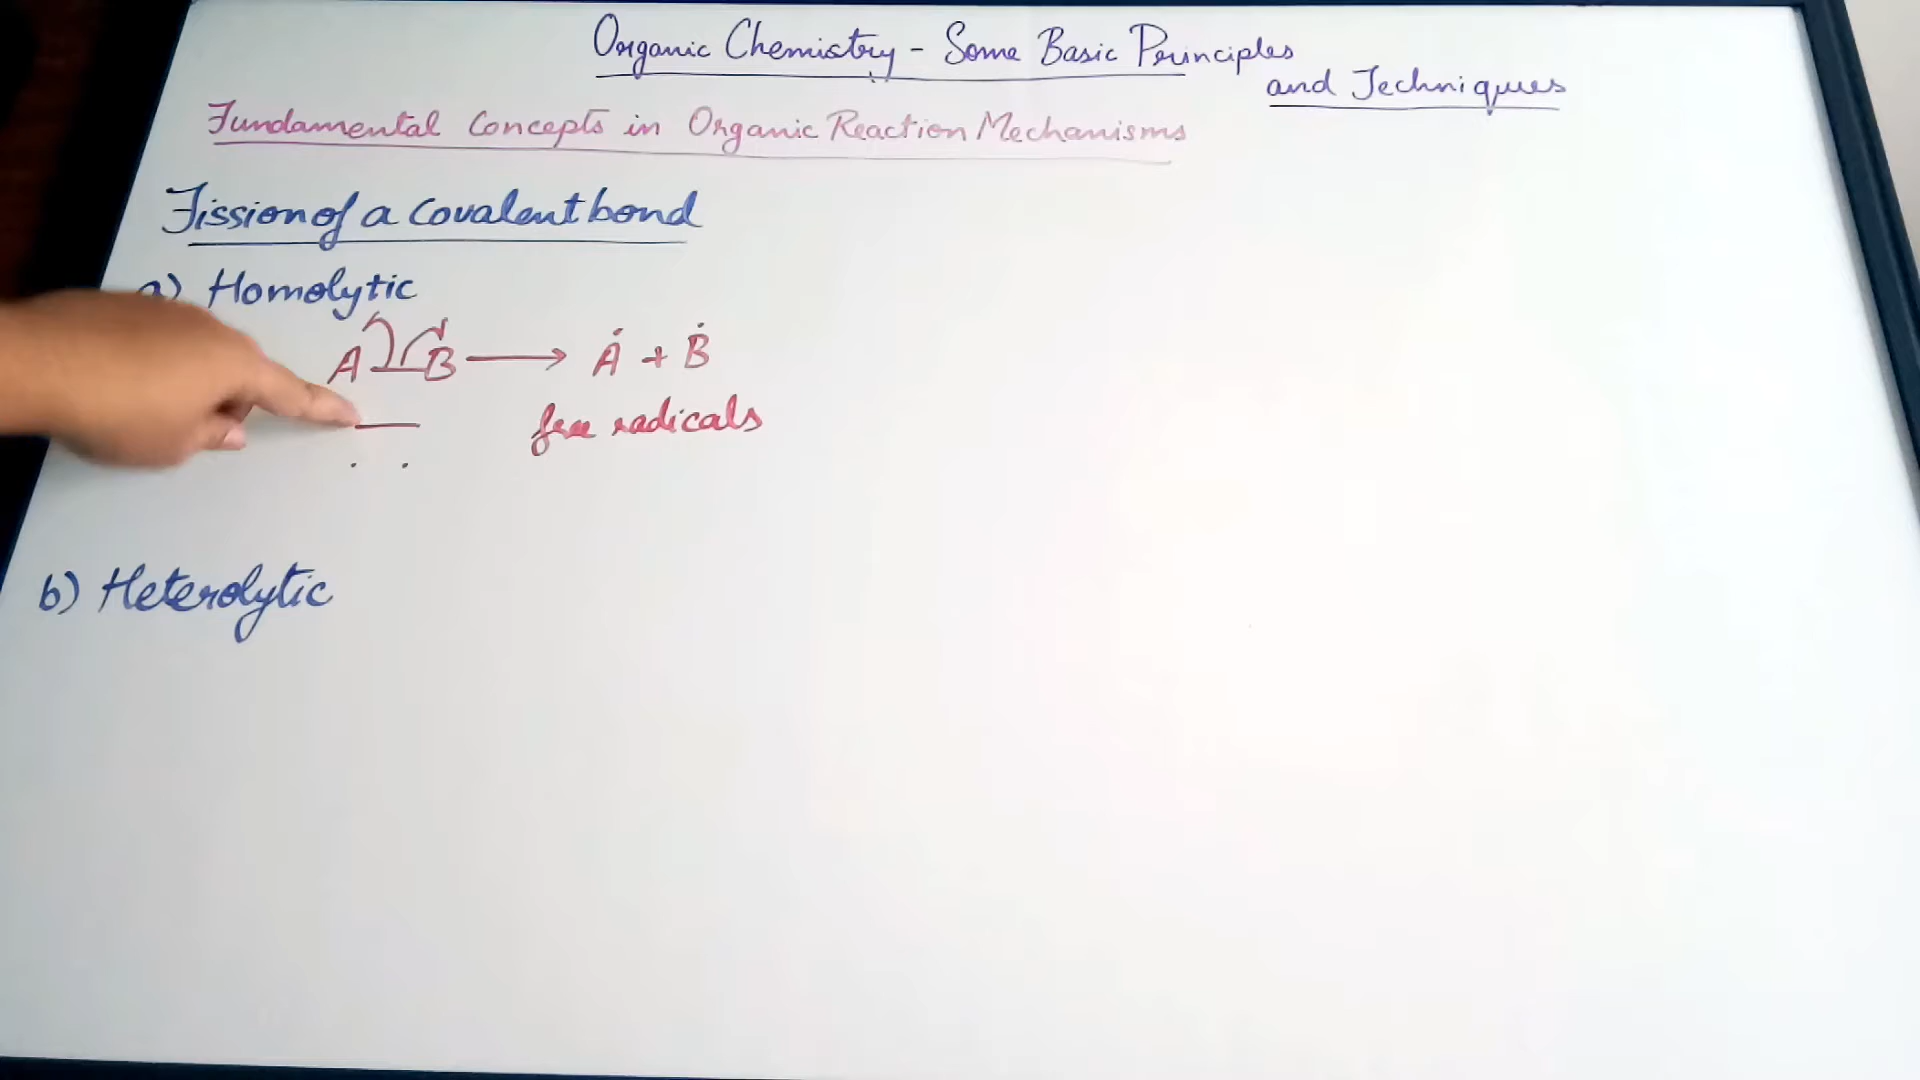 Organic Chemistry - Some Basic Principles
and Techniques
Fundamental Concepts in Organic Reaction Mechanisms
Fission of a Covalent bond
a) Homolytic
A — B ⟶ Ȧ + Ḃ
free radicals
b) Heterolytic